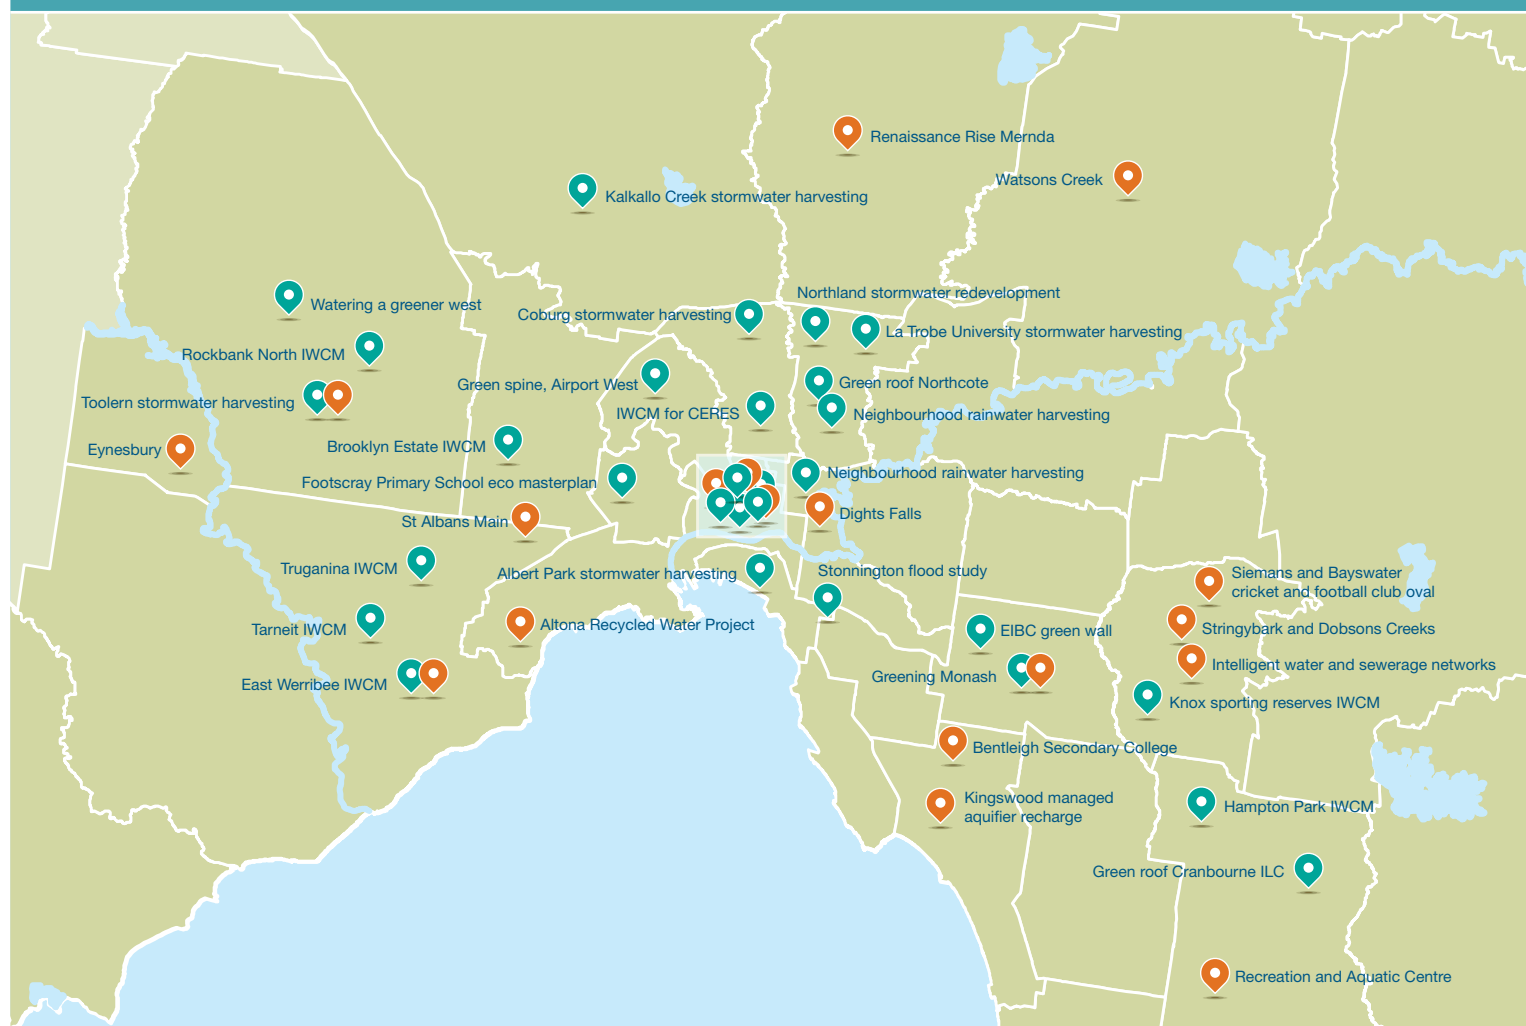 Renaissance Rise Mernda
Watsons Creek
Kalkallo Creek stormwater harvesting
Northland stormwater redevelopment
Watering a greener west
Coburg stormwater harvesting
La Trobe University stormwater harvesting
Rockbank North IWCM
Green spine, Airport West
Green roof Northcote
Toolern stormwater harvesting
IWCM for CERES
Neighbourhood rainwater harvesting
Eynesbury
Brooklyn Estate IWCM
Neighbourhood rainwater harvesting
Footscray Primary School eco masterplan
Dights Falls
St Albans Main
Truganina IWCM
Albert Park stormwater harvesting
Stonnington flood study
Siemans and Bayswater
cricket and football club oval
Tarneit IWCM
Altona Recycled Water Project
EIBC green wall
Stringybark and Dobsons Creeks
Intelligent water and sewerage networks
Greening Monash
East Werribee IWCM
Knox sporting reserves IWCM
Bentleigh Secondary College
Kingswood managed
aquifier recharge
Hampton Park IWCM
Green roof Cranbourne ILC
Recreation and Aquatic Centre